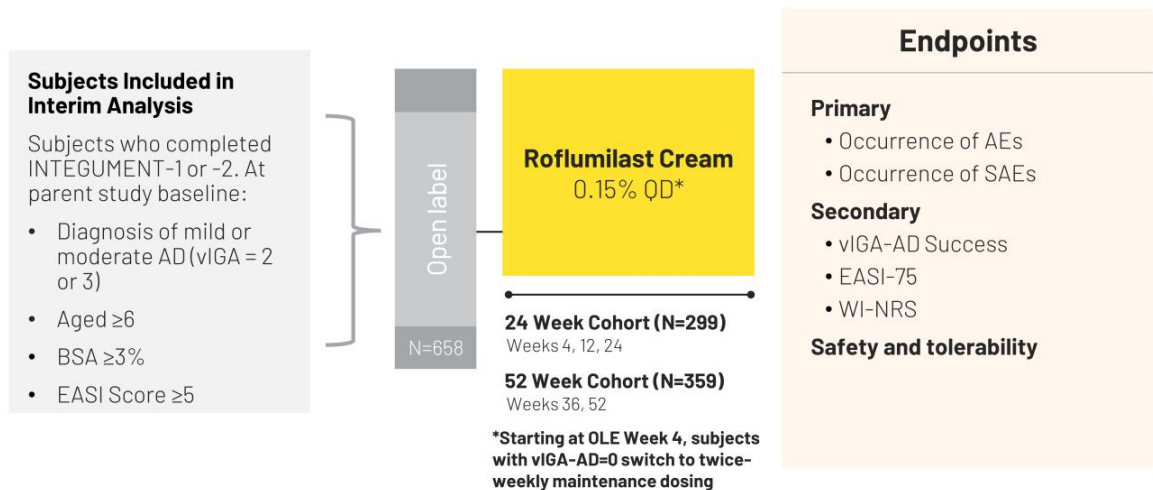 Subjects Included in
Interim Analysis
Subjects who completed
INTEGUMENT-1 or -2. At
parent study baseline:
• Diagnosis of mild or
moderate AD (vIGA = 2
or 3)
• Aged ≥6
• BSA ≥3%
• EASI Score ≥5
Open label
N=658
Roflumilast Cream
0.15% QD*
24 Week Cohort (N=299)
Weeks 4, 12, 24
52 Week Cohort (N=359)
Weeks 36, 52
*Starting at OLE Week 4, subjects
with vIGA-AD=0 switch to twice-
weekly maintenance dosing
Endpoints
Primary
• Occurrence of AEs
• Occurrence of SAEs
Secondary
• vIGA-AD Success
• EASI-75
• WI-NRS
Safety and tolerability